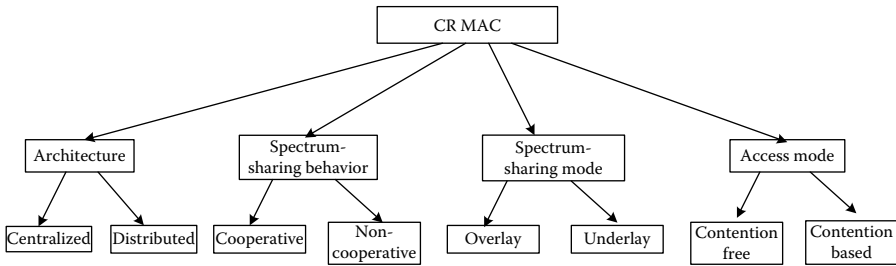 CR MAC
Architecture
Spectrum-
sharing behavior
Spectrum-
sharing mode
Access mode
Centralized
Distributed
Cooperative
Non-
cooperative
Overlay
Underlay
Contention
free
Contention
based